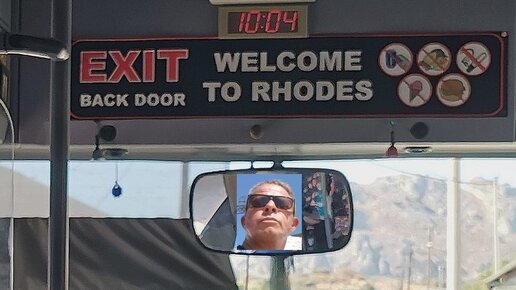 10:04
EXIT
BACK DOOR
WELCOME
TO RHODES